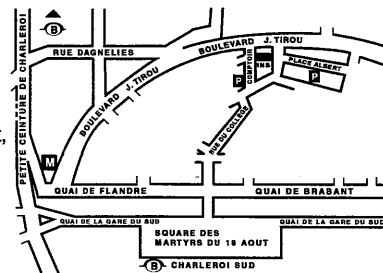 B
RUE DAGNELIES
BOULEVARD J. TIROU
BOULEVARD J. TIROU
PETITE CEINTURE DE CHARLEROI
COMPTOIR
INS
PLACE ALBERT
P
P
RUE DU COLLEGE
M
QUAI DE FLANDRE
QUAI DE BRABANT
QUAI DE LA GARE DU SUD
QUAI DE LA GARE DU SUD
SQUARE DES
MARTYRS DU 18 AOUT
B CHARLEROI SUD